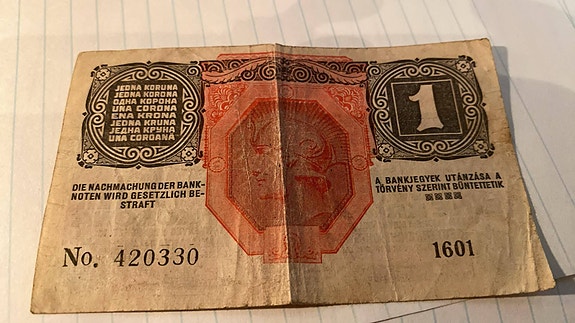 JEDNA KORUNA
JEDNA KORONA
ОДНА КОРОНА
UNA CORONA
ENA KRONA
JEDNA KRUNA
ЈЕДНА КРУНА
UNA COROANĂ
1
DIE NACHMACHUNG DER BANK-
NOTEN WIRD GESETZLICH BE-
STRAFT
A BANKJEGYEK UTÁNZÁSA A
TÖRVÉNY SZERINT BÜNTETTETIK
No. 420330
1601